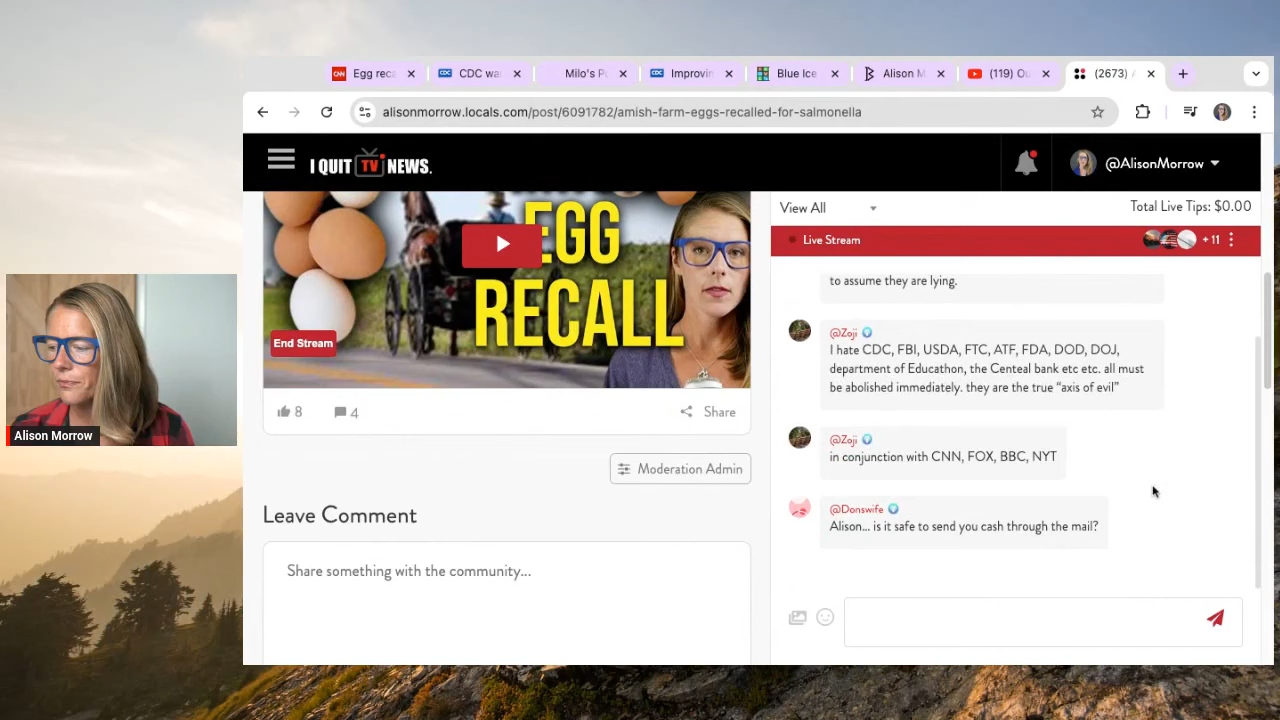 Egg reca
CDC wa
Milo's P
Improvi
Blue Ice
Alison M
(119) Ou
(2673) A
alisonmorrow.locals.com/post/6091782/amish-farm-eggs-recalled-for-salmonella
I QUIT TV NEWS.
@AlisonMorrow
EGG
RECALL
End Stream
8
4
Share
Moderation Admin
Leave Comment
Share something with the community...
View All
Total Live Tips: $0.00
Live Stream
+ 11
to assume they are lying.
@Zoji
I hate CDC, FBI, USDA, FTC, ATF, FDA, DOD, DOJ,
department of Educathon, the Centeal bank etc etc. all must
be abolished immediately. they are the true “axis of evil”
@Zoji
in conjunction with CNN, FOX, BBC, NYT
@Donswife
Alison... is it safe to send you cash through the mail?
Alison Morrow